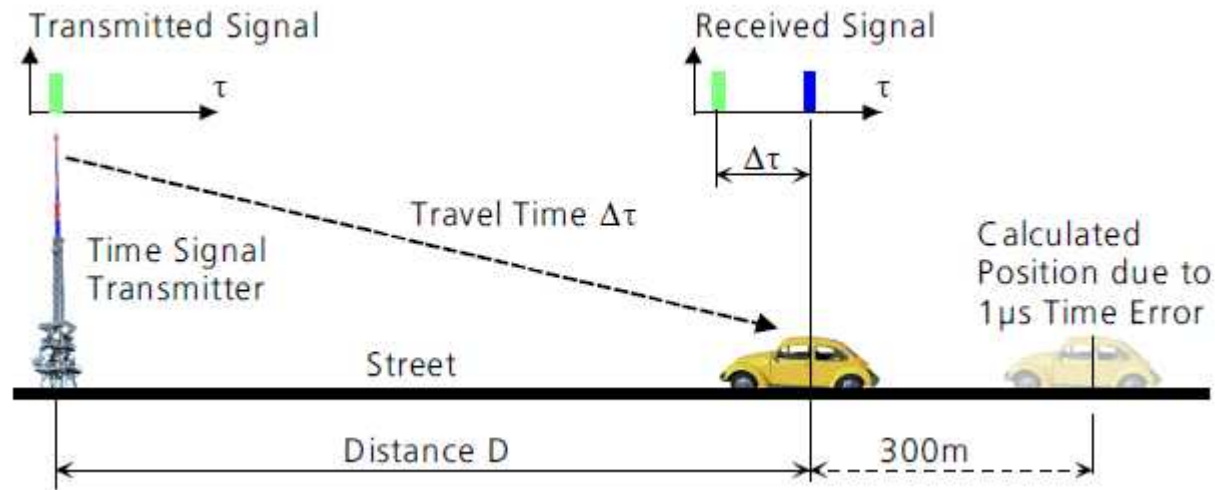 Transmitted Signal
Received Signal
τ
τ
Δτ
Travel Time Δτ
Time Signal
Transmitter
Calculated
Position due to
1µs Time Error
Street
Distance D
300m